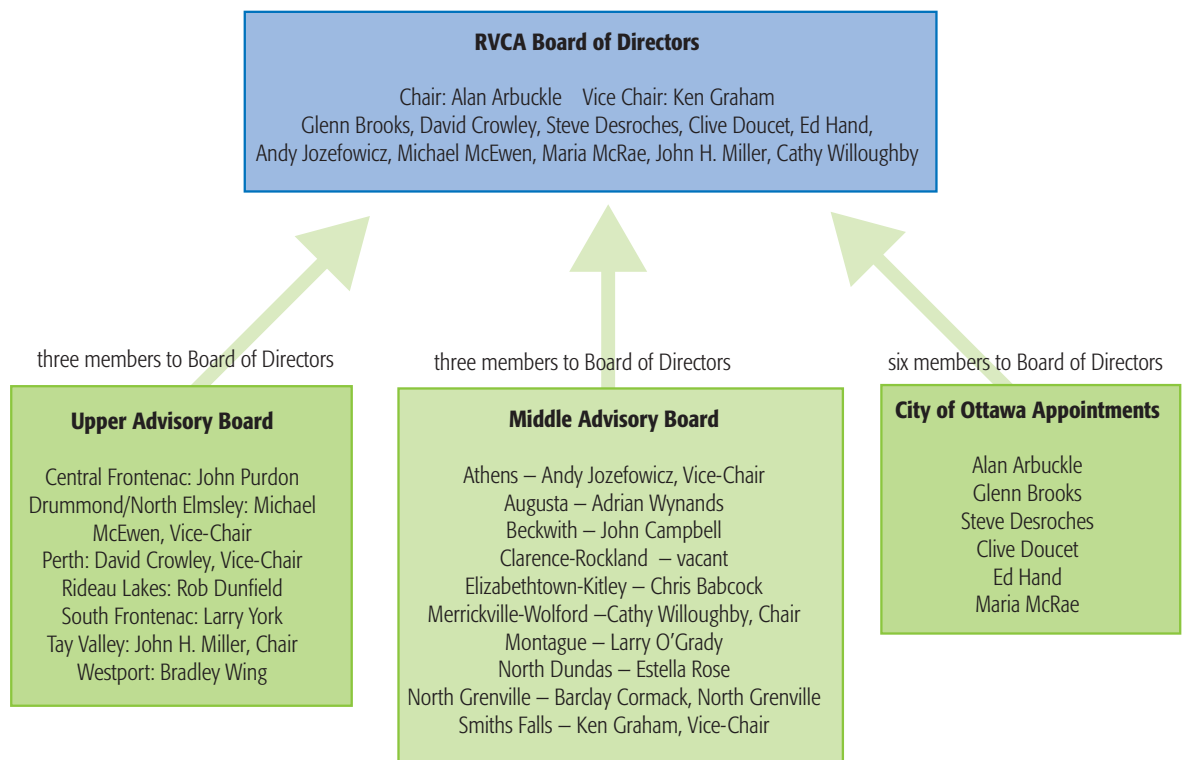 RVCA Board of Directors
Chair: Alan Arbuckle Vice Chair: Ken Graham
Glenn Brooks, David Crowley, Steve Desroches, Clive Doucet, Ed Hand,
Andy Jozefowicz, Michael McEwen, Maria McRae, John H. Miller, Cathy Willoughby
three members to Board of Directors
Upper Advisory Board
Central Frontenac: John Purdon
Drummond/North Elmsley: Michael
McEwen, Vice-Chair
Perth: David Crowley, Vice-Chair
Rideau Lakes: Rob Dunfield
South Frontenac: Larry York
Tay Valley: John H. Miller, Chair
Westport: Bradley Wing
three members to Board of Directors
Middle Advisory Board
Athens – Andy Jozefowicz, Vice-Chair
Augusta – Adrian Wynands
Beckwith – John Campbell
Clarence-Rockland – vacant
Elizabethtown-Kitley – Chris Babcock
Merrickville-Wolford –Cathy Willoughby, Chair
Montague – Larry O'Grady
North Dundas – Estella Rose
North Grenville – Barclay Cormack, North Grenville
Smiths Falls – Ken Graham, Vice-Chair
six members to Board of Directors
City of Ottawa Appointments
Alan Arbuckle
Glenn Brooks
Steve Desroches
Clive Doucet
Ed Hand
Maria McRae